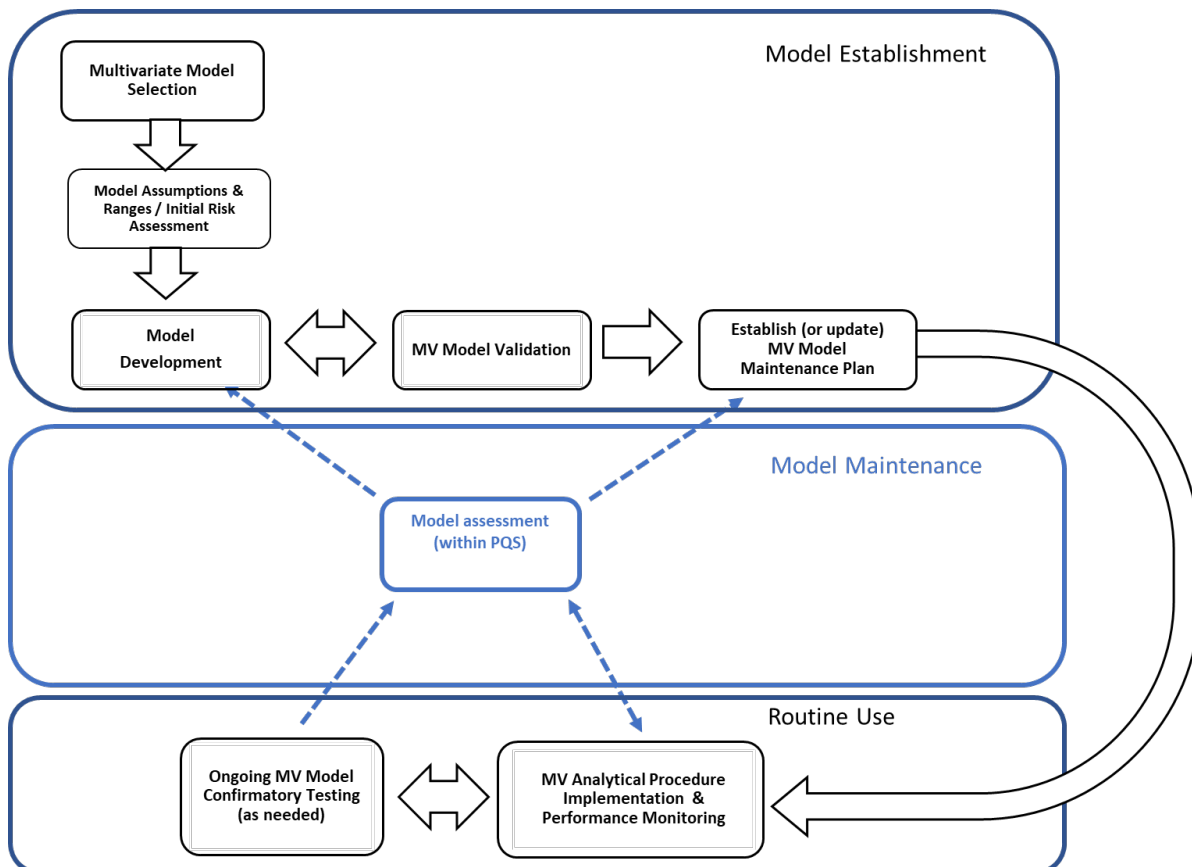 Model Establishment
Multivariate Model
Selection
Model Assumptions &
Ranges / Initial Risk
Assessment
Model
Development
MV Model Validation
Establish (or update)
MV Model
Maintenance Plan
Model Maintenance
Model assessment
(within PQS)
Routine Use
Ongoing MV Model
Confirmatory Testing
(as needed)
MV Analytical Procedure
Implementation &
Performance Monitoring